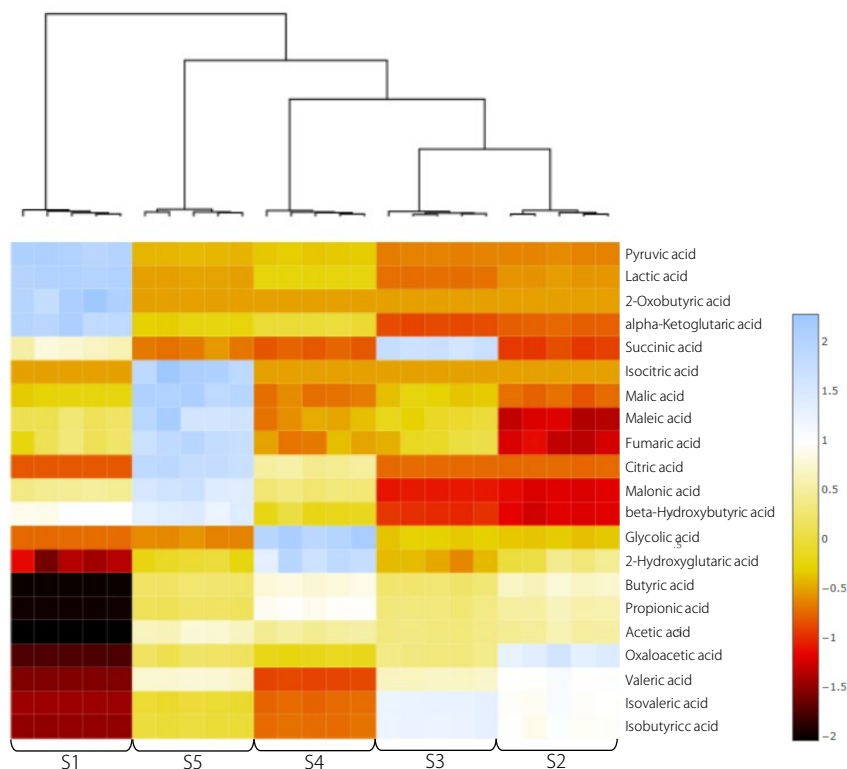 Pyruvic acid
Lactic acid
2-Oxobutyric acid
alpha-Ketoglutaric acid
Succinic acid
Isocitric acid
Malic acid
Maleic acid
Fumaric acid
Citric acid
Malonic acid
beta-Hydroxybutyric acid
Glycolic acid
2-Hydroxyglutaric acid
Butyric acid
Propionic acid
Acetic acid
Oxaloacetic acid
Valeric acid
Isovaleric acid
Isobutyricc acid
2
1.5
1
0.5
0
−0.5
−1
−1.5
−2
S1 S5 S4 S3 S2